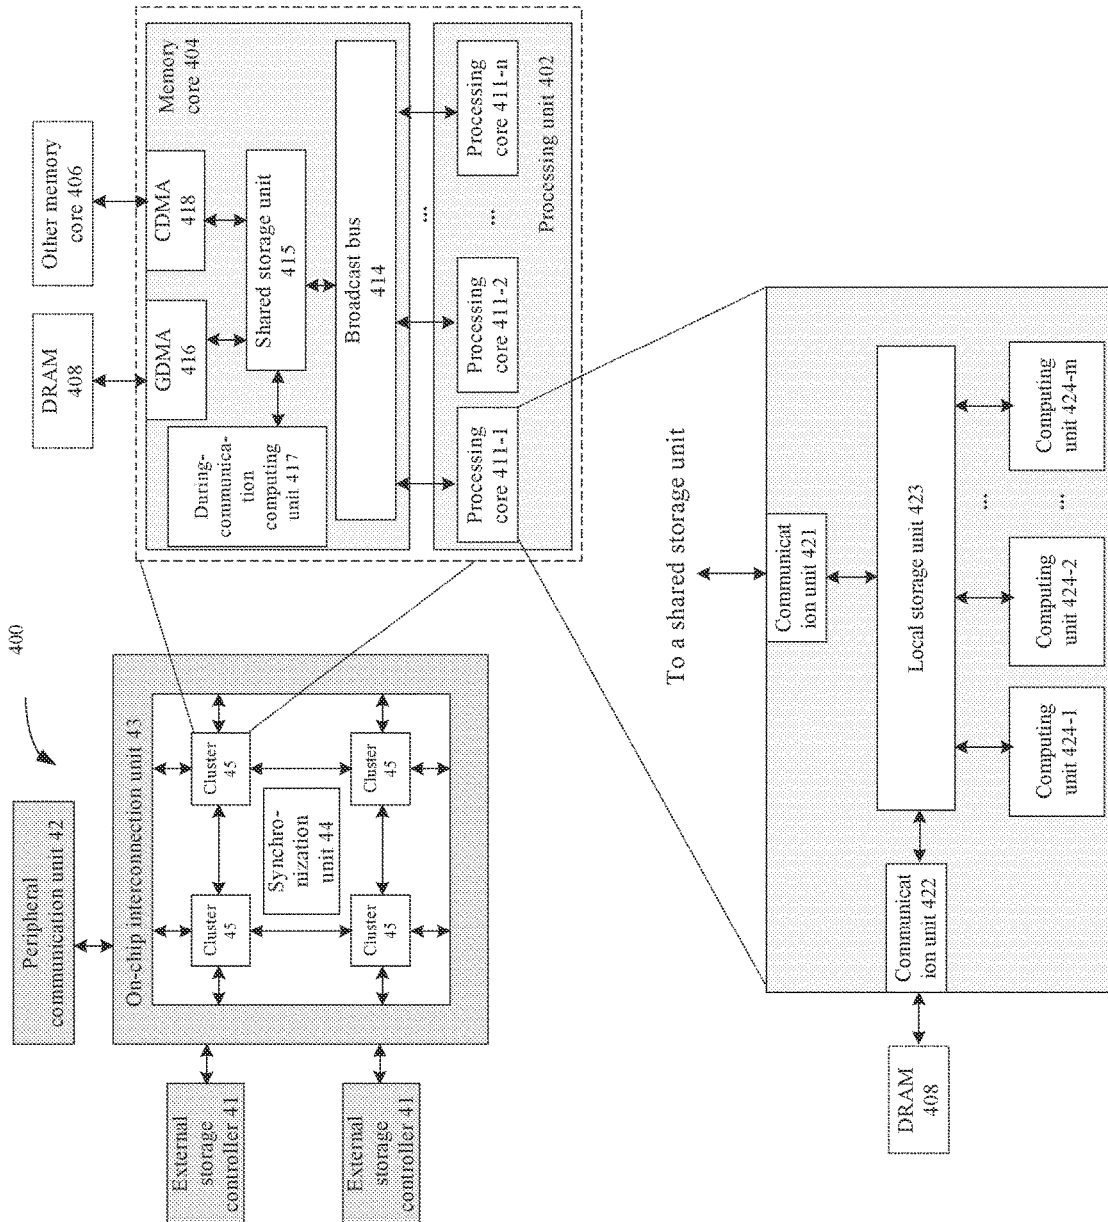 400
Peripheral
communication unit 42
On-chip interconnection unit 43
External
storage
controller 41
External
storage
controller 41
Cluster
45
Cluster
45
Synchro-
nization
unit 44
Cluster
45
Cluster
45
DRAM
408
Other memory
core 406
Memory
core 404
GDMA
416
CDMA
418
During-
communica-
tion
computing
unit 417
Shared storage unit
415
Broadcast bus
414
...
Processing
core 411-1
Processing
core 411-2
...
Processing
core 411-n
Processing unit 402
To a shared storage unit
Communicat
ion unit 421
DRAM
408
Communicat
ion unit 422
Local storage unit 423
...
Computing
unit 424-1
Computing
unit 424-2
...
Computing
unit 424-m